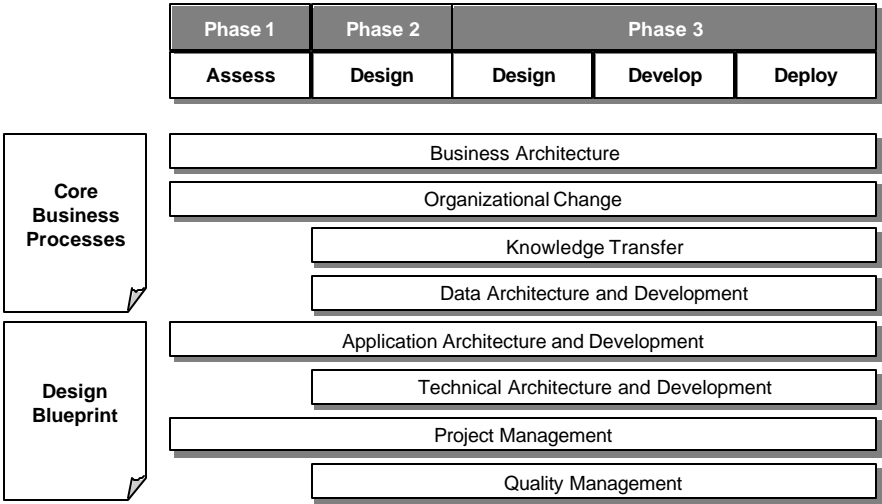 Phase 1 Phase 2 Phase 3
Assess Design Design Develop Deploy
Core
Business
Processes
Business Architecture
Organizational Change
Knowledge Transfer
Data Architecture and Development
Design
Blueprint
Application Architecture and Development
Technical Architecture and Development
Project Management
Quality Management